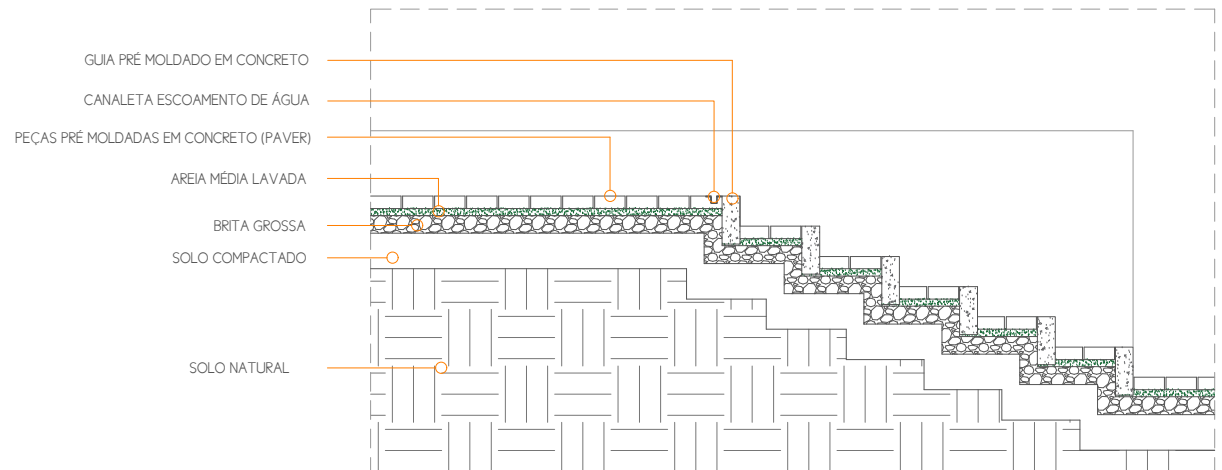 GUIA PRÉ MOLDADO EM CONCRETO
CANALETA ESCOAMENTO DE ÁGUA
PEÇAS PRÉ MOLDADAS EM CONCRETO (PAVER)
AREIA MÉDIA LAVADA
BRITA GROSSA
SOLO COMPACTADO
SOLO NATURAL